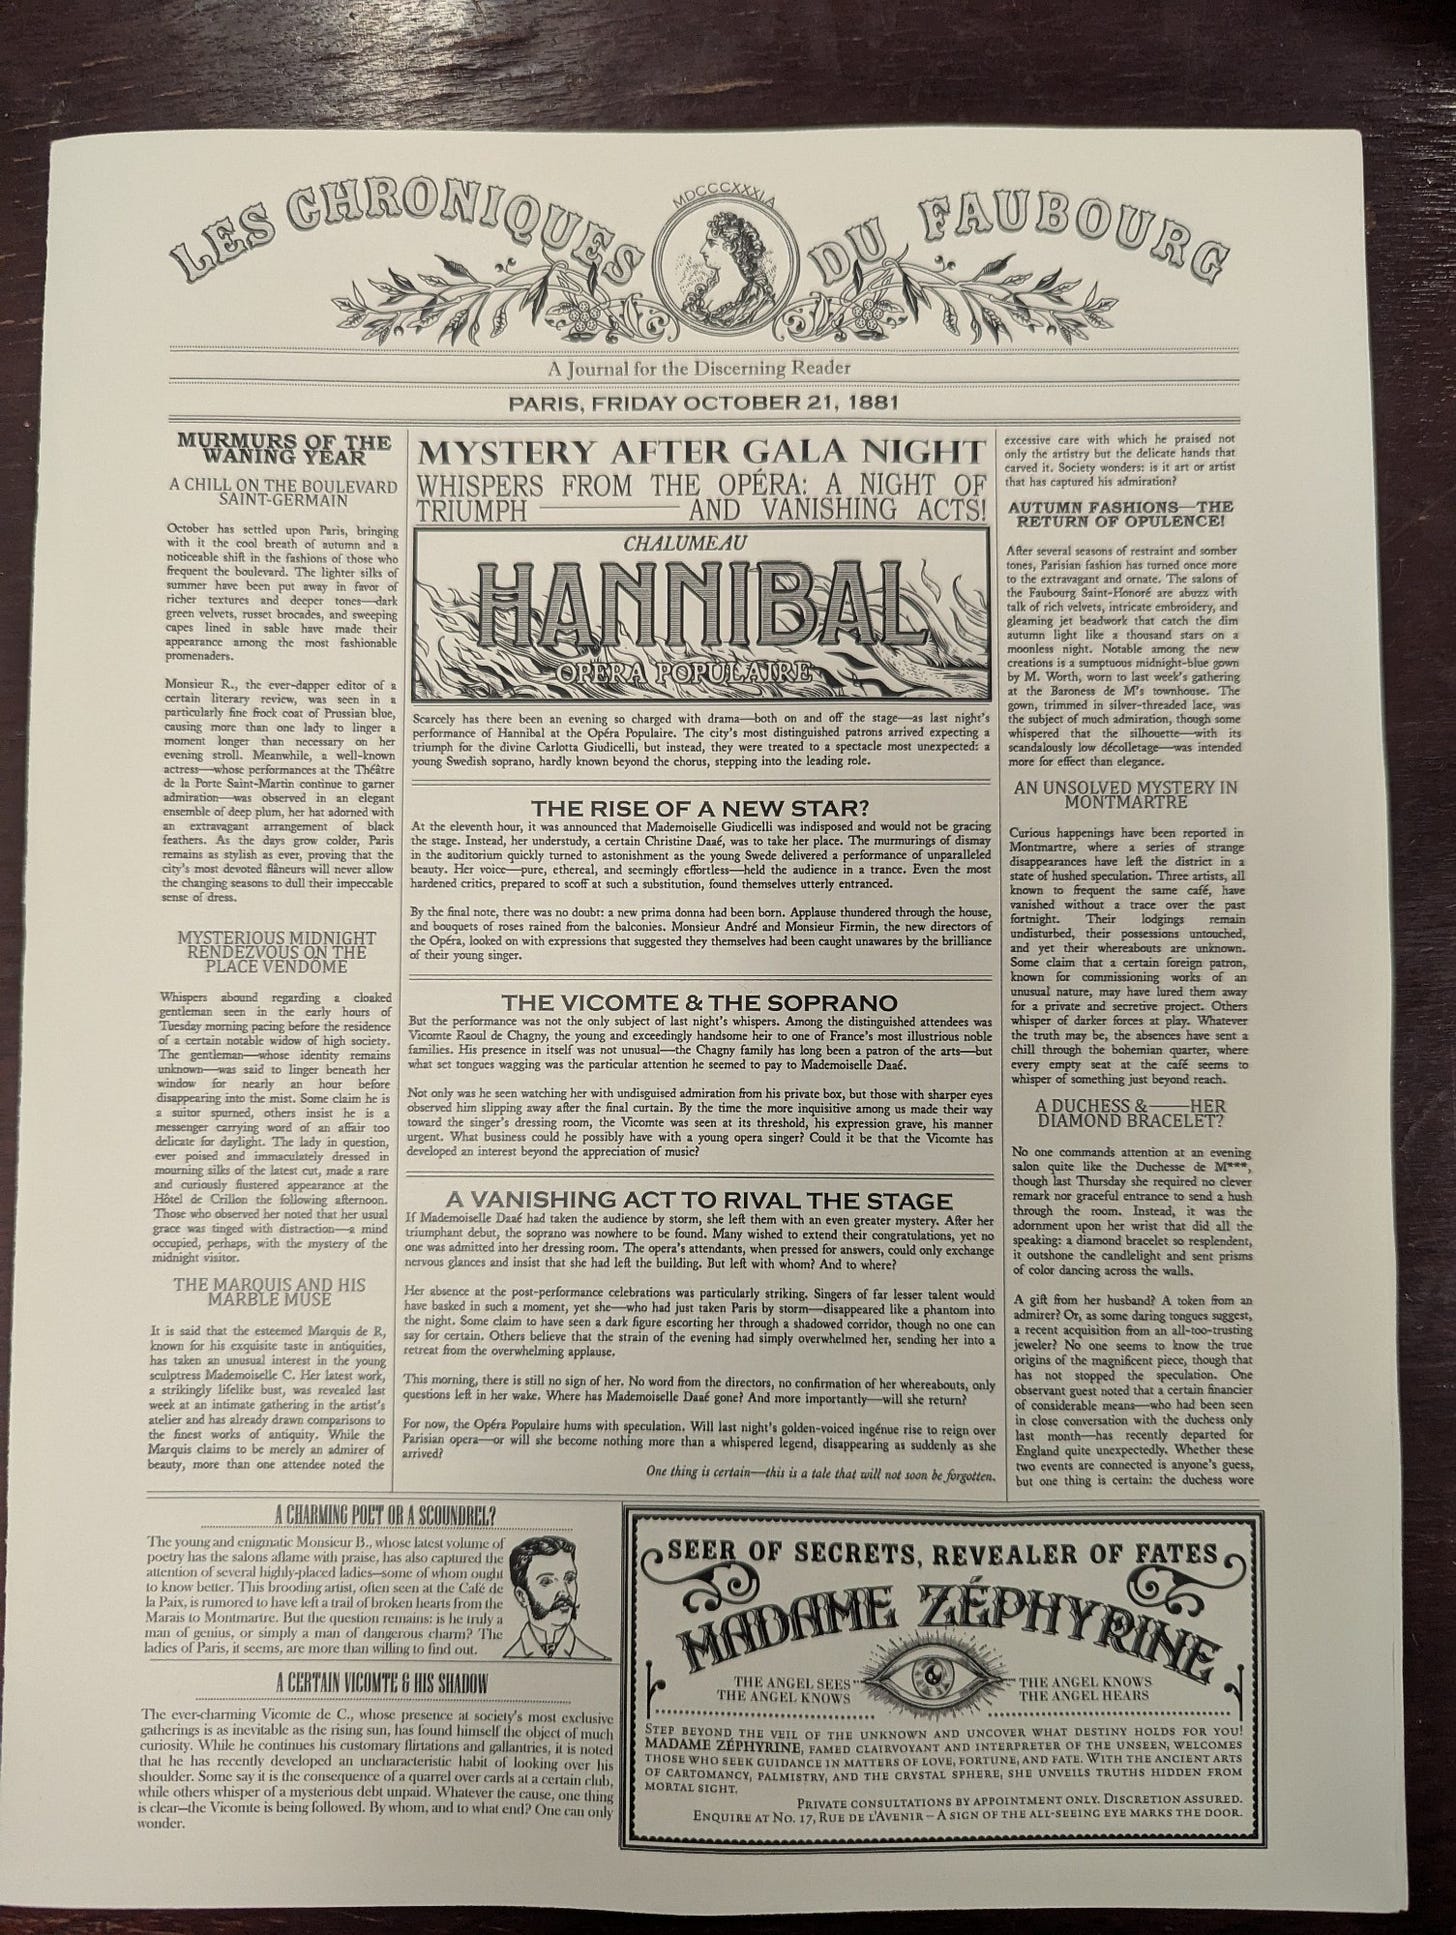 LES CHRONIQUES DU FAUBOURG
A Journal for the Discerning Reader
PARIS, FRIDAY OCTOBER 21, 1881
MURMURS OF THE
WANING YEAR
A CHILL ON THE BOULEVARD
SAINT-GERMAIN
October has settled upon Paris, bringing
with it the cool breath of autumn and a
noticeable shift in the fashions of those who
frequent the boulevard. The lighter silks of
summer have been put away in favor of
richer textures and deeper tones—dark
green velvets, russet brocades, and sweeping
capes lined in sable have made their
appearance among the most fashionable
promenaders.
Monsieur R., the ever-dapper editor of a
certain literary review, was seen in a
particularly fine frock coat of Prussian blue,
causing more than one lady to linger a
moment longer than necessary on her
evening stroll. Meanwhile, a well-known
actress—whose performances at the Théâtre
de la Porte Saint-Martin continue to garner
admiration—was observed in an elegant
ensemble of deep plum, her hat adorned with
an extravagant arrangement of black
feathers. As the days grow colder, Paris
remains as stylish as ever, proving that the
city's most devoted flâneurs will never allow
the changing seasons to dull their impeccable
sense of dress.
MYSTERIOUS MIDNIGHT
RENDEZVOUS ON THE
PLACE VENDÔME
Whispers abound regarding a cloaked
gentleman seen in the early hours of
Tuesday morning pacing before the residence
of a certain notable widow of high society.
The gentleman—whose identity remains
unknown—was said to linger beneath her
window for nearly an hour before
disappearing into the mist. Some claim he is
a suitor spurned, others insist he is a
messenger carrying word of an affair too
delicate for daylight. The lady in question,
ever poised and immaculately dressed in
mourning silks of the latest cut, made a rare
and curiously flustered appearance at the
Hôtel de Crillon the following afternoon.
Those who observed her noted that her usual
grace was tinged with distraction—a mind
occupied, perhaps, with the mystery of the
midnight visitor.
THE MARQUIS AND HIS
MARBLE MUSE
It is said that the esteemed Marquis de R,
known for his exquisite taste in antiquities,
has taken an unusual interest in the young
sculptress Mademoiselle C. Her latest work,
a strikingly lifelike bust, was revealed last
week at an intimate gathering in the artist's
atelier and has already drawn comparisons to
the finest works of antiquity. While the
Marquis claims to be merely an admirer of
beauty, more than one attendee noted the
MYSTERY AFTER GALA NIGHT
WHISPERS FROM THE OPÉRA: A NIGHT OF
TRIUMPH —— AND VANISHING ACTS!
CHALUMEAU
HANNIBAL
OPERA POPULAIRE
Scarcely has there been an evening so charged with drama—both on and off the stage—as last night's
performance of Hannibal at the Opéra Populaire. The city's most distinguished patrons arrived expecting a
triumph for the divine Carlotta Giudicelli, but instead, they were treated to a spectacle most unexpected: a
young Swedish soprano, hardly known beyond the chorus, stepping into the leading role.
THE RISE OF A NEW STAR?
At the eleventh hour, it was announced that Mademoiselle Giudicelli was indisposed and would not be gracing
the stage. Instead, her understudy, a certain Christine Daaé, was to take her place. The murmurings of dismay
in the auditorium quickly turned to astonishment as the young Swede delivered a performance of unparalleled
beauty. Her voice—pure, ethereal, and seemingly effortless—held the audience in a trance. Even the most
hardened critics, prepared to scoff at such a substitution, found themselves utterly entranced.
By the final note, there was no doubt: a new prima donna had been born. Applause thundered through the house,
and bouquets of roses rained from the balconies. Monsieur André and Monsieur Firmin, the new directors of
the Opéra, looked on with expressions that suggested they themselves had been caught unawares by the brilliance
of their young singer.
THE VICOMTE & THE SOPRANO
But the performance was not the only subject of last night's whispers. Among the distinguished attendees was
Vicomte Raoul de Chagny, the young and exceedingly handsome heir to one of France's most illustrious noble
families. His presence in itself was not unusual—the Chagny family has long been a patron of the arts—but
what set tongues wagging was the particular attention he seemed to pay to Mademoiselle Daaé.
Not only was he seen watching her with undisguised admiration from his private box, but those with sharper eyes
observed him slipping away after the final curtain. By the time the more inquisitive among us made their way
toward the singer's dressing room, the Vicomte was seen at its threshold, his expression grave, his manner
urgent. What business could he possibly have with a young opera singer? Could it be that the Vicomte has
developed an interest beyond the appreciation of music?
A VANISHING ACT TO RIVAL THE STAGE
If Mademoiselle Daaé had taken the audience by storm, she left them with an even greater mystery. After her
triumphant debut, the soprano was nowhere to be found. Many wished to extend their congratulations, yet no
one was admitted into her dressing room. The opera's attendants, when pressed for answers, could only exchange
nervous glances and insist that she had left the building. But left with whom? And to where?
Her absence at the post-performance celebrations was particularly striking. Singers of far lesser talent would
have basked in such a moment, yet she—who had just taken Paris by storm—disappeared like a phantom into
the night. Some claim to have seen a dark figure escorting her through a shadowed corridor, though no one can
say for certain. Others believe that the strain of the evening had simply overwhelmed her, sending her into a
retreat from the overwhelming applause.
This morning, there is still no sign of her. No word from the directors, no confirmation of her whereabouts, only
questions left in her wake. Where has Mademoiselle Daaé gone? And more importantly—will she return?
For now, the Opéra Populaire hums with speculation. Will last night's golden-voiced ingénue rise to reign over
Parisian opera—or will she become nothing more than a whispered legend, disappearing as suddenly as she
arrived?
One thing is certain—this is a tale that will not soon be forgotten.
excessive care with which he praised not
only the artistry but the delicate hands that
carved it. Society wonders: is it art or artist
that has captured his admiration?
AUTUMN FASHIONS—THE
RETURN OF OPULENCE!
After several seasons of restraint and somber
tones, Parisian fashion has turned once more
to the extravagant and ornate. The salons of
the Faubourg Saint-Honoré are abuzz with
talk of rich velvets, intricate embroidery, and
gleaming jet beadwork that catch the dim
autumn light like a thousand stars on a
moonless night. Notable among the new
creations is a sumptuous midnight-blue gown
by M. Worth, worn to last week's gathering
at the Baroness de M's townhouse. The
gown, trimmed in silver-threaded lace, was
the subject of much admiration, though some
whispered that the silhouette—with its
scandalously low décolletage—was intended
more for effect than elegance.
AN UNSOLVED MYSTERY IN
MONTMARTRE
Curious happenings have been reported in
Montmartre, where a series of strange
disappearances have left the district in a
state of hushed speculation. Three artists, all
known to frequent the same café, have
vanished without a trace over the past
fortnight. Their lodgings remain
undisturbed, their possessions untouched,
and yet their whereabouts are unknown.
Some claim that a certain foreign patron,
known for commissioning works of an
unusual nature, may have lured them away
for a private and secretive project. Others
whisper of darker forces at play. Whatever
the truth may be, the absences have sent a
chill through the bohemian quarter, where
every empty seat at the café seems to
whisper of something just beyond reach.
A DUCHESS &——HER
DIAMOND BRACELET?
No one commands attention at an evening
salon quite like the Duchesse de M***,
though last Thursday she required no clever
remark nor graceful entrance to send a hush
through the room. Instead, it was the
adornment upon her wrist that did all the
speaking: a diamond bracelet so resplendent,
it outshone the candlelight and sent prisms
of color dancing across the walls.
A gift from her husband? A token from an
admirer? Or, as some daring tongues suggest,
a recent acquisition from an all-too-trusting
jeweler? No one seems to know the true
origins of the magnificent piece, though that
has not stopped the speculation. One
observant guest noted that a certain financier
of considerable means—who had been seen
in close conversation with the duchess only
last month—has recently departed for
England quite unexpectedly. Whether these
two events are connected is anyone's guess,
but one thing is certain: the duchess wore
A CHARMING POET OR A SCOUNDREL?
The young and enigmatic Monsieur B., whose latest volume of
poetry has the salons aflame with praise, has also captured the
attention of several highly-placed ladies—some of whom ought
to know better. This brooding artist, often seen at the Café de
la Paix, is rumored to have left a trail of broken hearts from the
Marais to Montmartre. But the question remains: is he truly a
man of genius, or simply a man of dangerous charm? The
ladies of Paris, it seems, are more than willing to find out.
A CERTAIN VICOMTE & HIS SHADOW
The ever-charming Vicomte de C., whose presence at society's most exclusive
gatherings is as inevitable as the rising sun, has found himself the object of much
curiosity. While he continues his customary flirtations and gallantries, it is noted
that he has recently developed an uncharacteristic habit of looking over his
shoulder. Some say it is the consequence of a quarrel over cards at a certain club,
while others whisper of a mysterious debt unpaid. Whatever the cause, one thing
is clear—the Vicomte is being followed. By whom, and to what end? One can only
wonder.
SEER OF SECRETS, REVEALER OF FATES
MADAME ZÉPHYRINE
THE ANGEL SEES
THE ANGEL KNOWS
THE ANGEL KNOWS
THE ANGEL HEARS
STEP BEYOND THE VEIL OF THE UNKNOWN AND UNCOVER WHAT DESTINY HOLDS FOR YOU!
MADAME ZÉPHYRINE, FAMED CLAIRVOYANT AND INTERPRETER OF THE UNSEEN, WELCOMES
THOSE WHO SEEK GUIDANCE IN MATTERS OF LOVE, FORTUNE, AND FATE. WITH THE ANCIENT ARTS
OF CARTOMANCY, PALMISTRY, AND THE CRYSTAL SPHERE, SHE UNVEILS TRUTHS HIDDEN FROM
MORTAL SIGHT.
PRIVATE CONSULTATIONS BY APPOINTMENT ONLY. DISCRETION ASSURED.
ENQUIRE AT NO. 17, RUE DE L'AVENIR – A SIGN OF THE ALL-SEEING EYE MARKS THE DOOR.